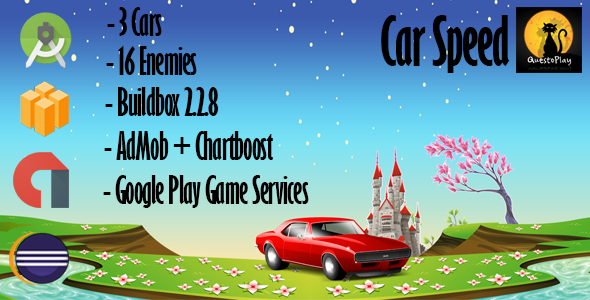 - 3 Cars
- 16 Enemies
- Buildbox 2.2.8
- AdMob + Chartboost
- Google Play Game Services
Car Speed
QuestoPlay